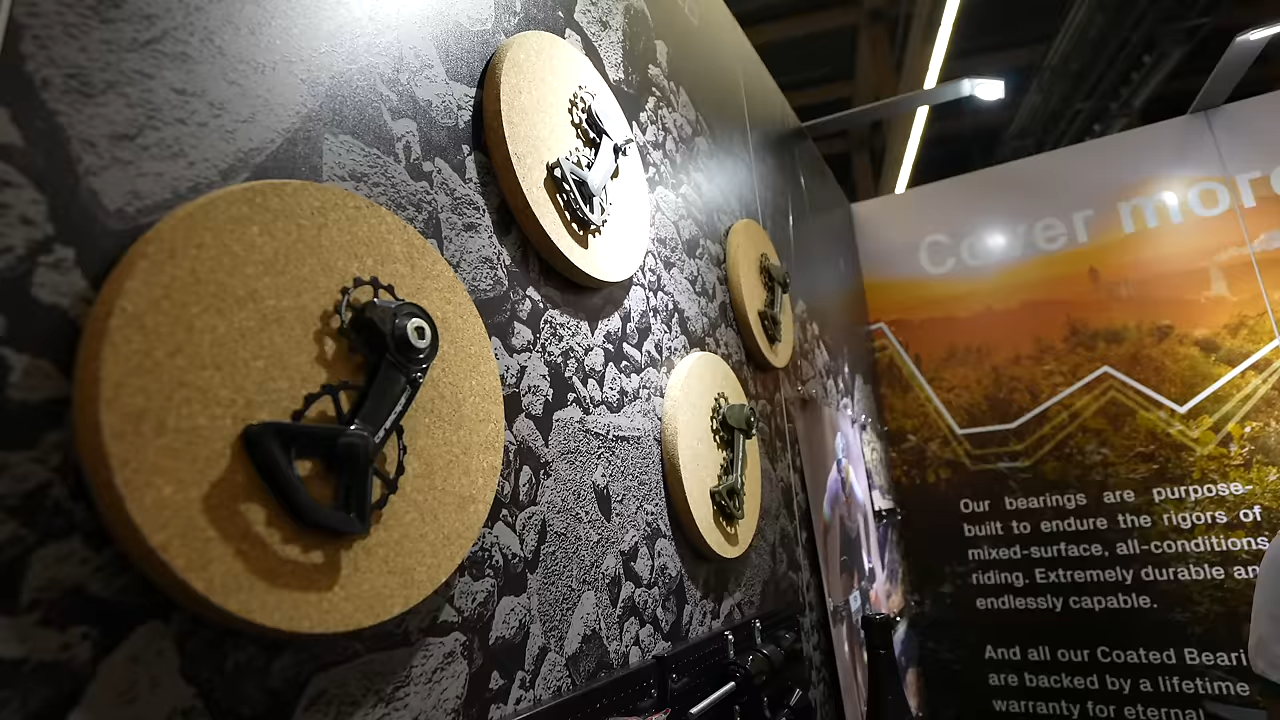 Cover more
Our bearings are purpose-
built to endure the rigors of
mixed-surface, all-conditions
riding. Extremely durable an
endlessly capable.
And all our Coated Beari
are backed by a lifetime
warranty for eternal